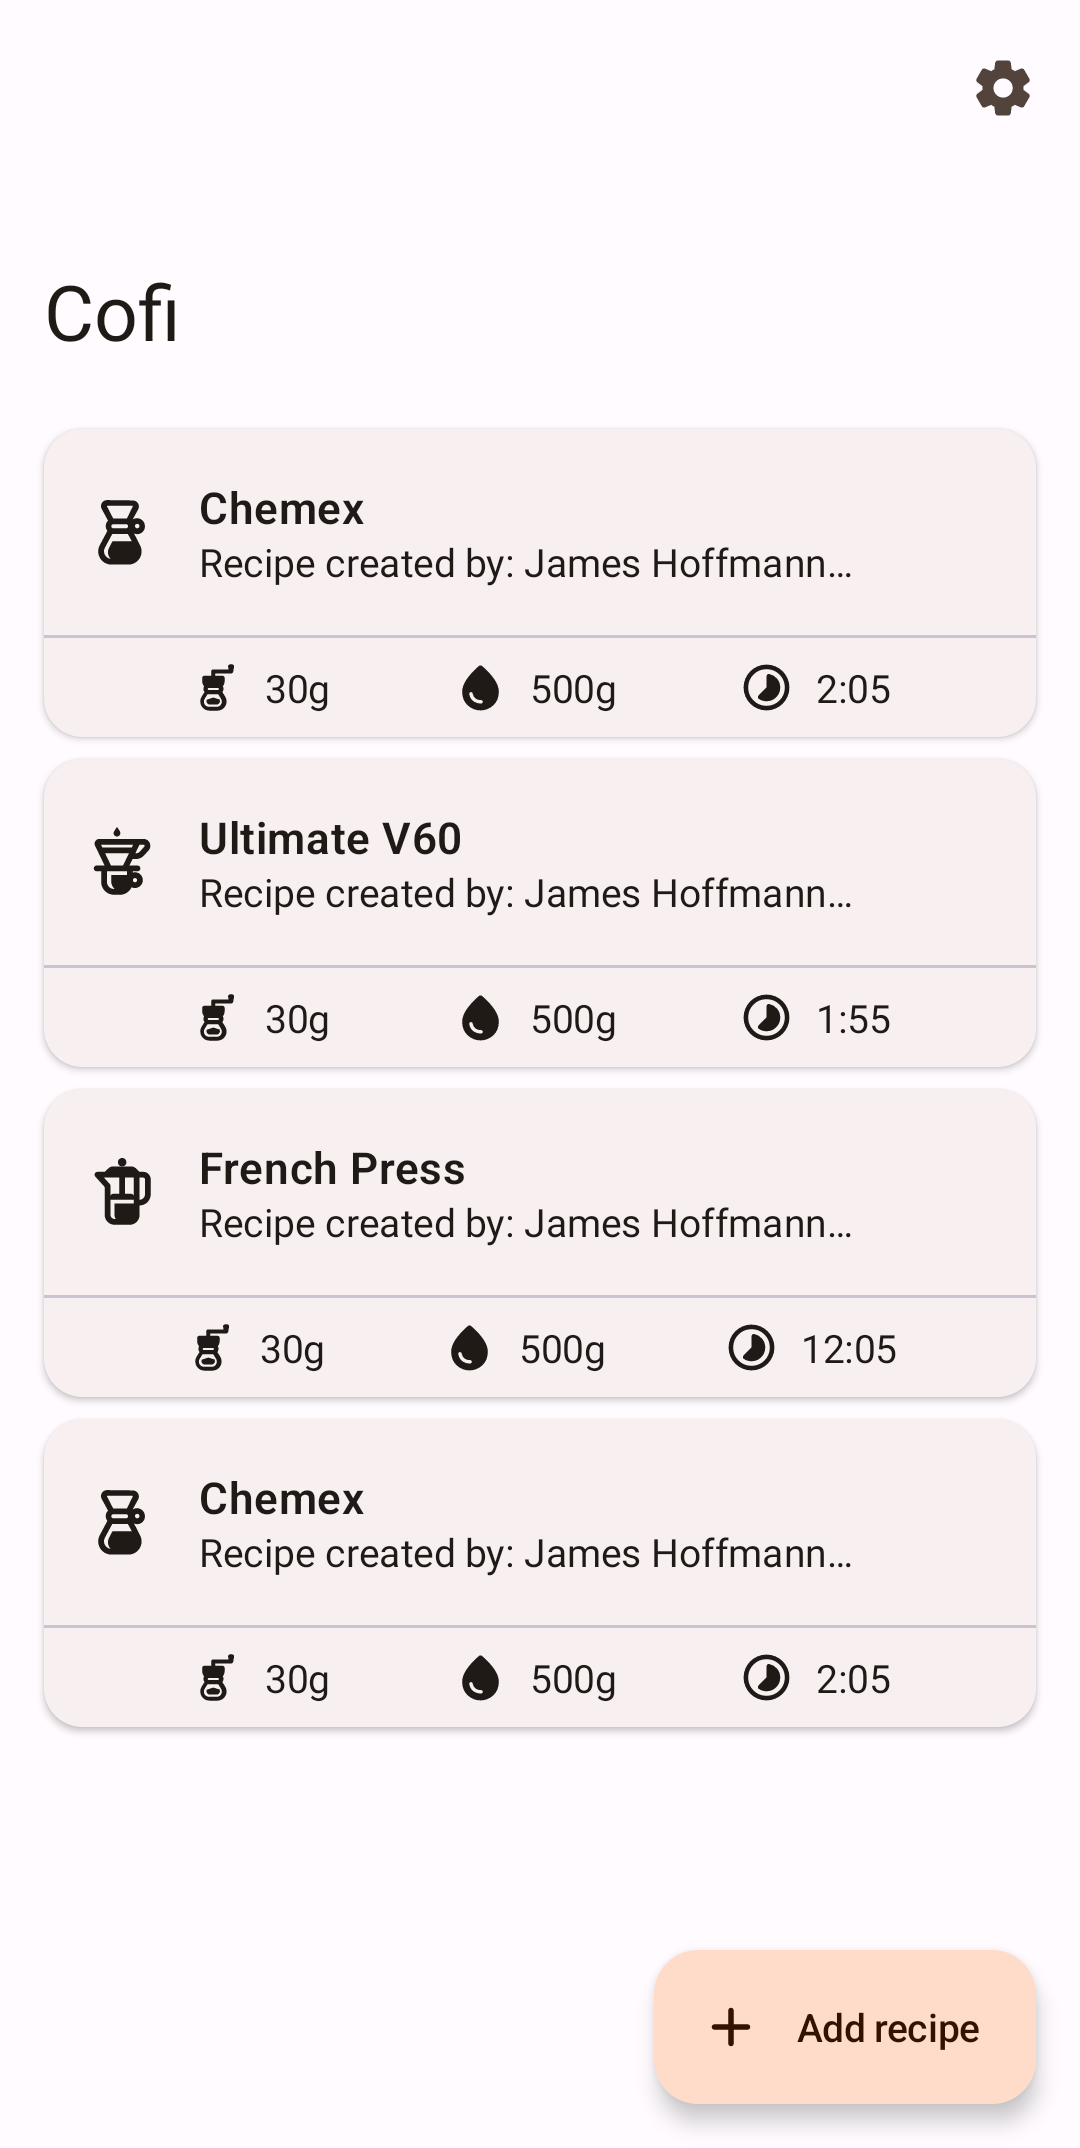 Cofi
Chemex
Recipe created by: James Hoffmann…
30g 500g 2:05
Ultimate V60
Recipe created by: James Hoffmann…
30g 500g 1:55
French Press
Recipe created by: James Hoffmann…
30g 500g 12:05
Chemex
Recipe created by: James Hoffmann…
30g 500g 2:05
Add recipe